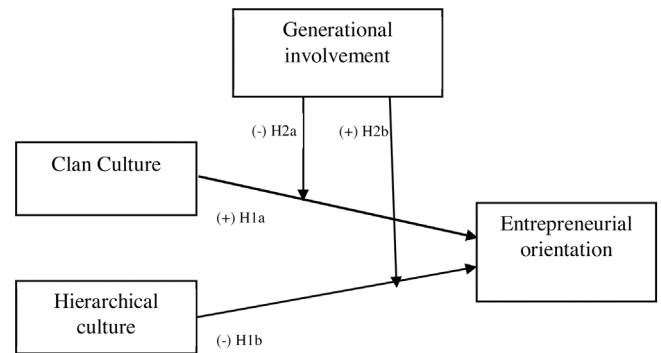 Generational
involvement
(-) H2a
(+) H2b
Clan Culture
(+) H1a
Entrepreneurial
orientation
Hierarchical
culture
(-) H1b